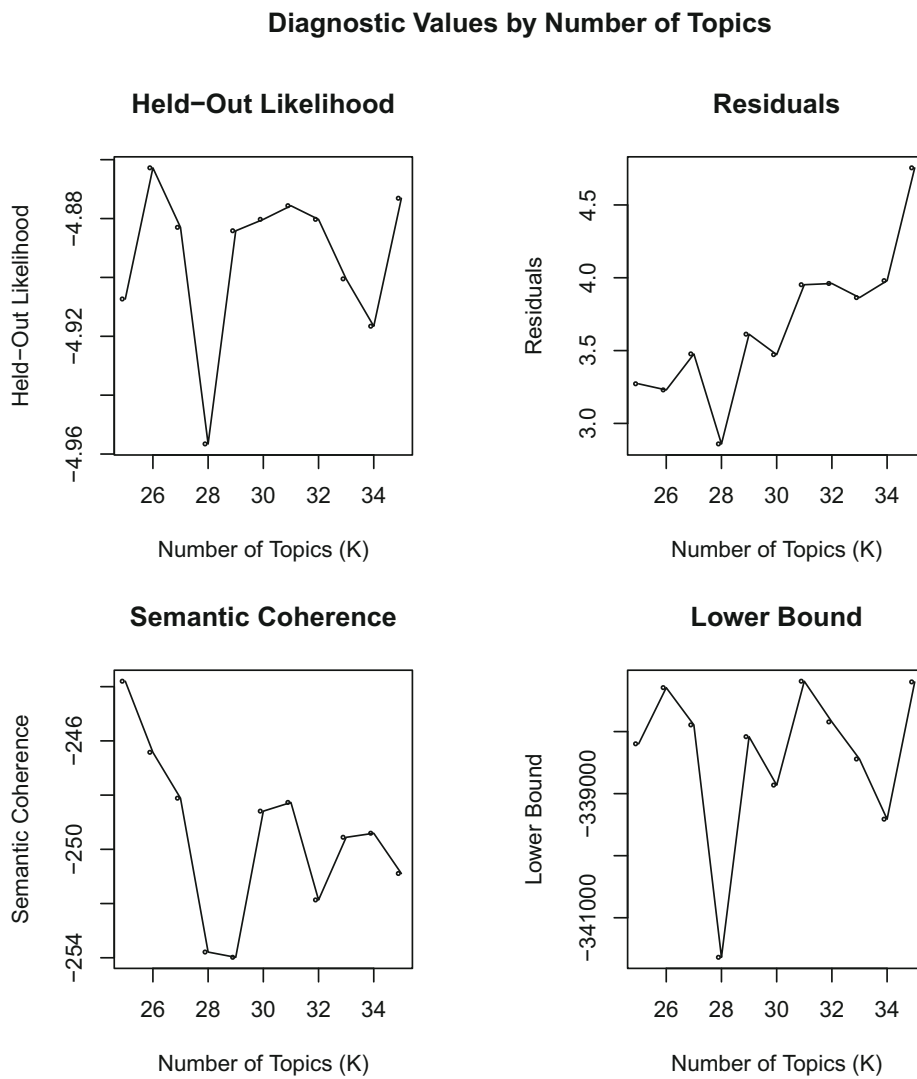 Diagnostic Values by Number of Topics
Held−Out Likelihood
Held−Out Likelihood
−4.88
−4.92
−4.96
26 28 30 32 34
Number of Topics (K)
Residuals
Residuals
4.5
4.0
3.5
3.0
26 28 30 32 34
Number of Topics (K)
Semantic Coherence
Semantic Coherence
−246
−250
−254
26 28 30 32 34
Number of Topics (K)
Lower Bound
Lower Bound
−339000
−341000
26 28 30 32 34
Number of Topics (K)